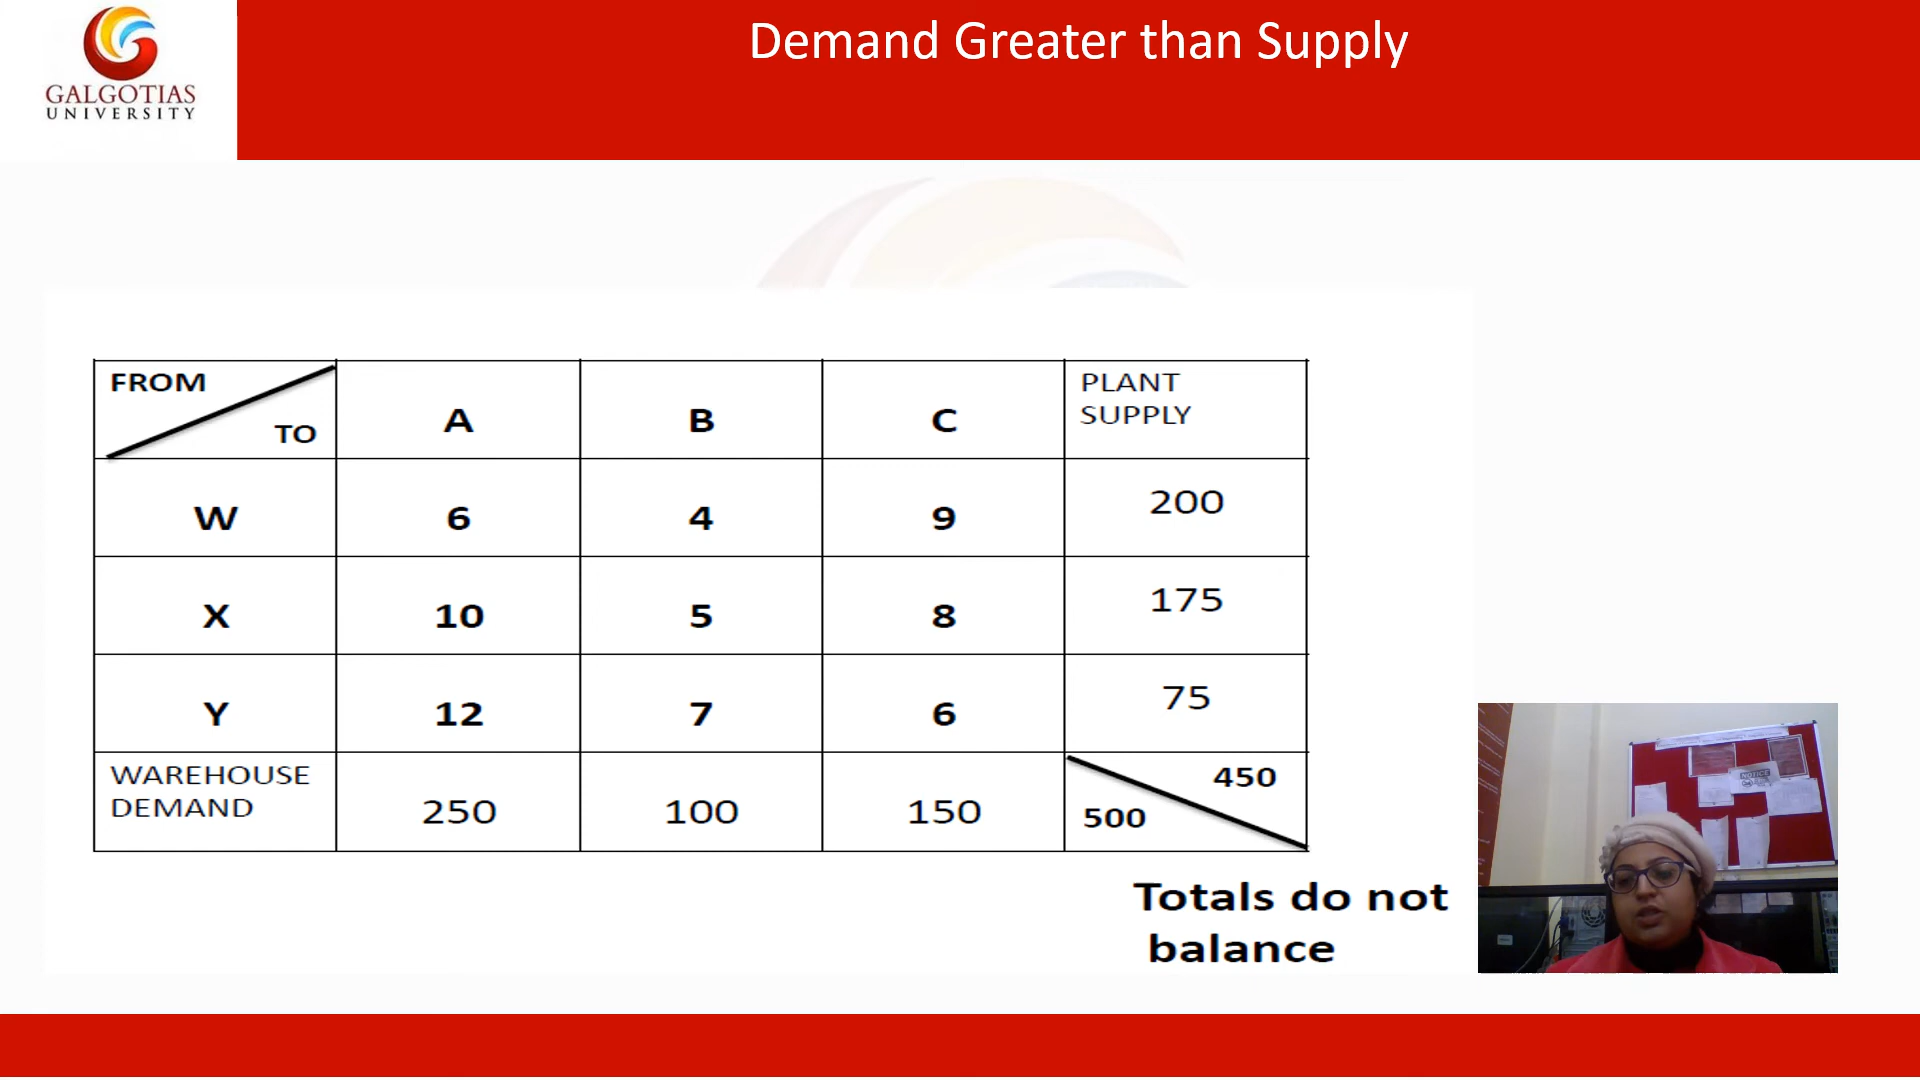 GALGOTIAS
UNIVERSITY
Demand Greater than Supply
FROM
TO
A
B
C
PLANT
SUPPLY
W
6
4
9
200
X
10
5
8
175
Y
12
7
6
75
WAREHOUSE
DEMAND
250
100
150
450
500
Totals do not
balance
NOTICE